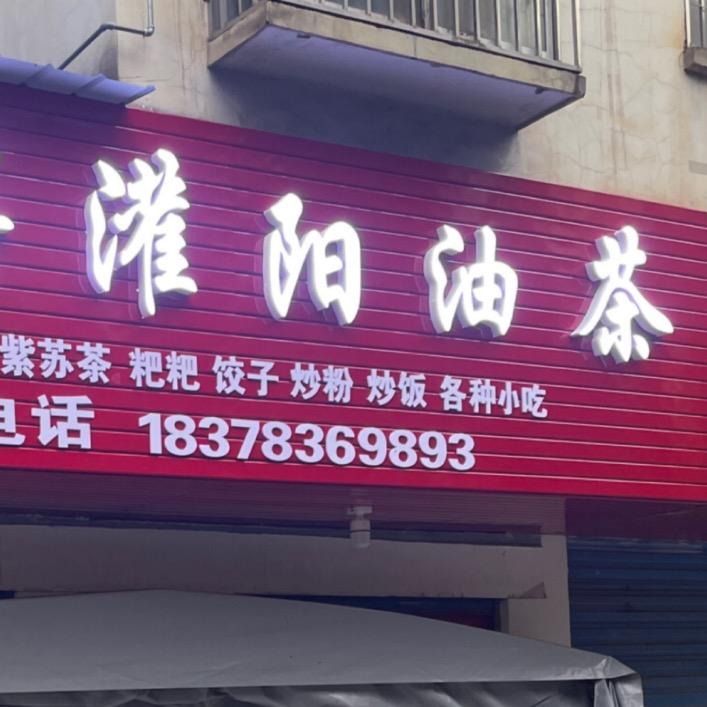 灌阳油茶
紫苏茶 粑粑 饺子 炒粉 炒饭 各种小吃
电话 18378369893